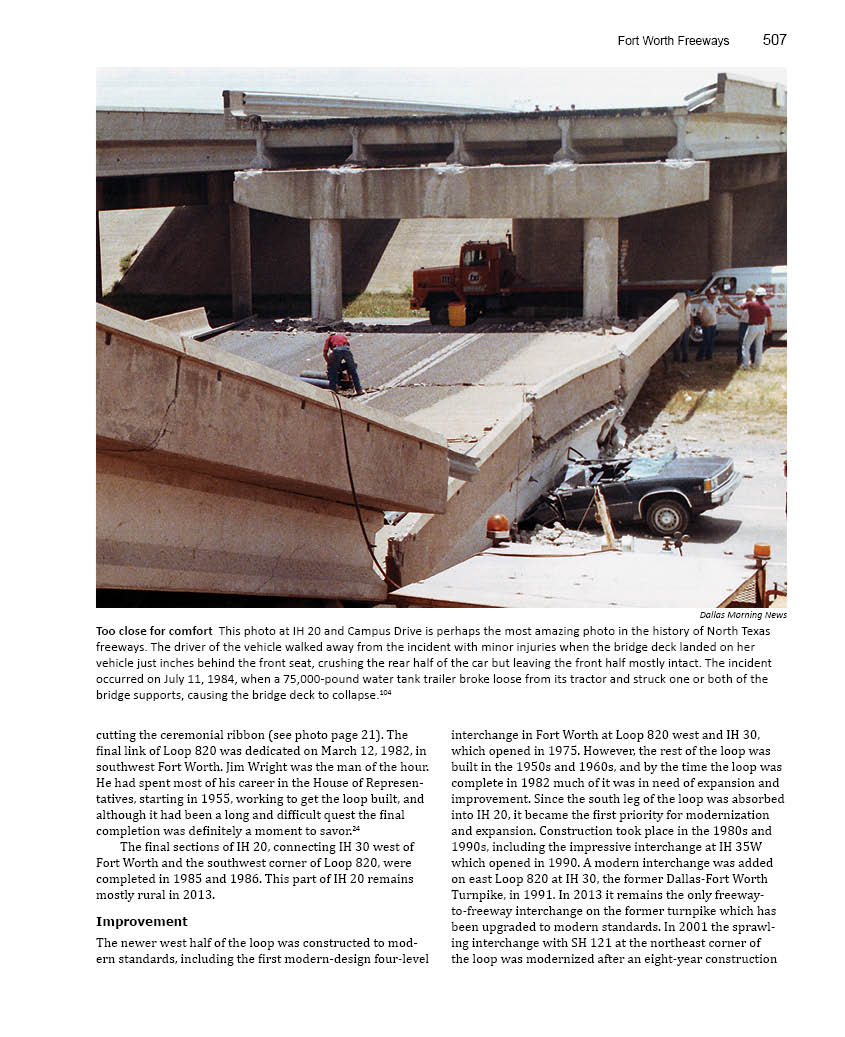 Fort Worth Freeways 507
Dallas Morning News
Too close for comfort This photo at IH 20 and Campus Drive is perhaps the most amazing photo in the history of North Texas
freeways. The driver of the vehicle walked away from the incident with minor injuries when the bridge deck landed on her
vehicle just inches behind the front seat, crushing the rear half of the car but leaving the front half mostly intact. The incident
occurred on July 11, 1984, when a 75,000-pound water tank trailer broke loose from its tractor and struck one or both of the
bridge supports, causing the bridge deck to collapse.104
cutting the ceremonial ribbon (see photo page 21). The
final link of Loop 820 was dedicated on March 12, 1982, in
southwest Fort Worth. Jim Wright was the man of the hour.
He had spent most of his career in the House of Represen-
tatives, starting in 1955, working to get the loop built, and
although it had been a long and difficult quest the final
completion was definitely a moment to savor.24
The final sections of IH 20, connecting IH 30 west of
Fort Worth and the southwest corner of Loop 820, were
completed in 1985 and 1986. This part of IH 20 remains
mostly rural in 2013.
Improvement
The newer west half of the loop was constructed to mod-
ern standards, including the first modern-design four-level
interchange in Fort Worth at Loop 820 west and IH 30,
which opened in 1975. However, the rest of the loop was
built in the 1950s and 1960s, and by the time the loop was
complete in 1982 much of it was in need of expansion and
improvement. Since the south leg of the loop was absorbed
into IH 20, it became the first priority for modernization
and expansion. Construction took place in the 1980s and
1990s, including the impressive interchange at IH 35W
which opened in 1990. A modern interchange was added
on east Loop 820 at IH 30, the former Dallas-Fort Worth
Turnpike, in 1991. In 2013 it remains the only freeway-
to-freeway interchange on the former turnpike which has
been upgraded to modern standards. In 2001 the sprawl-
ing interchange with SH 121 at the northeast corner of
the loop was modernized after an eight-year construction